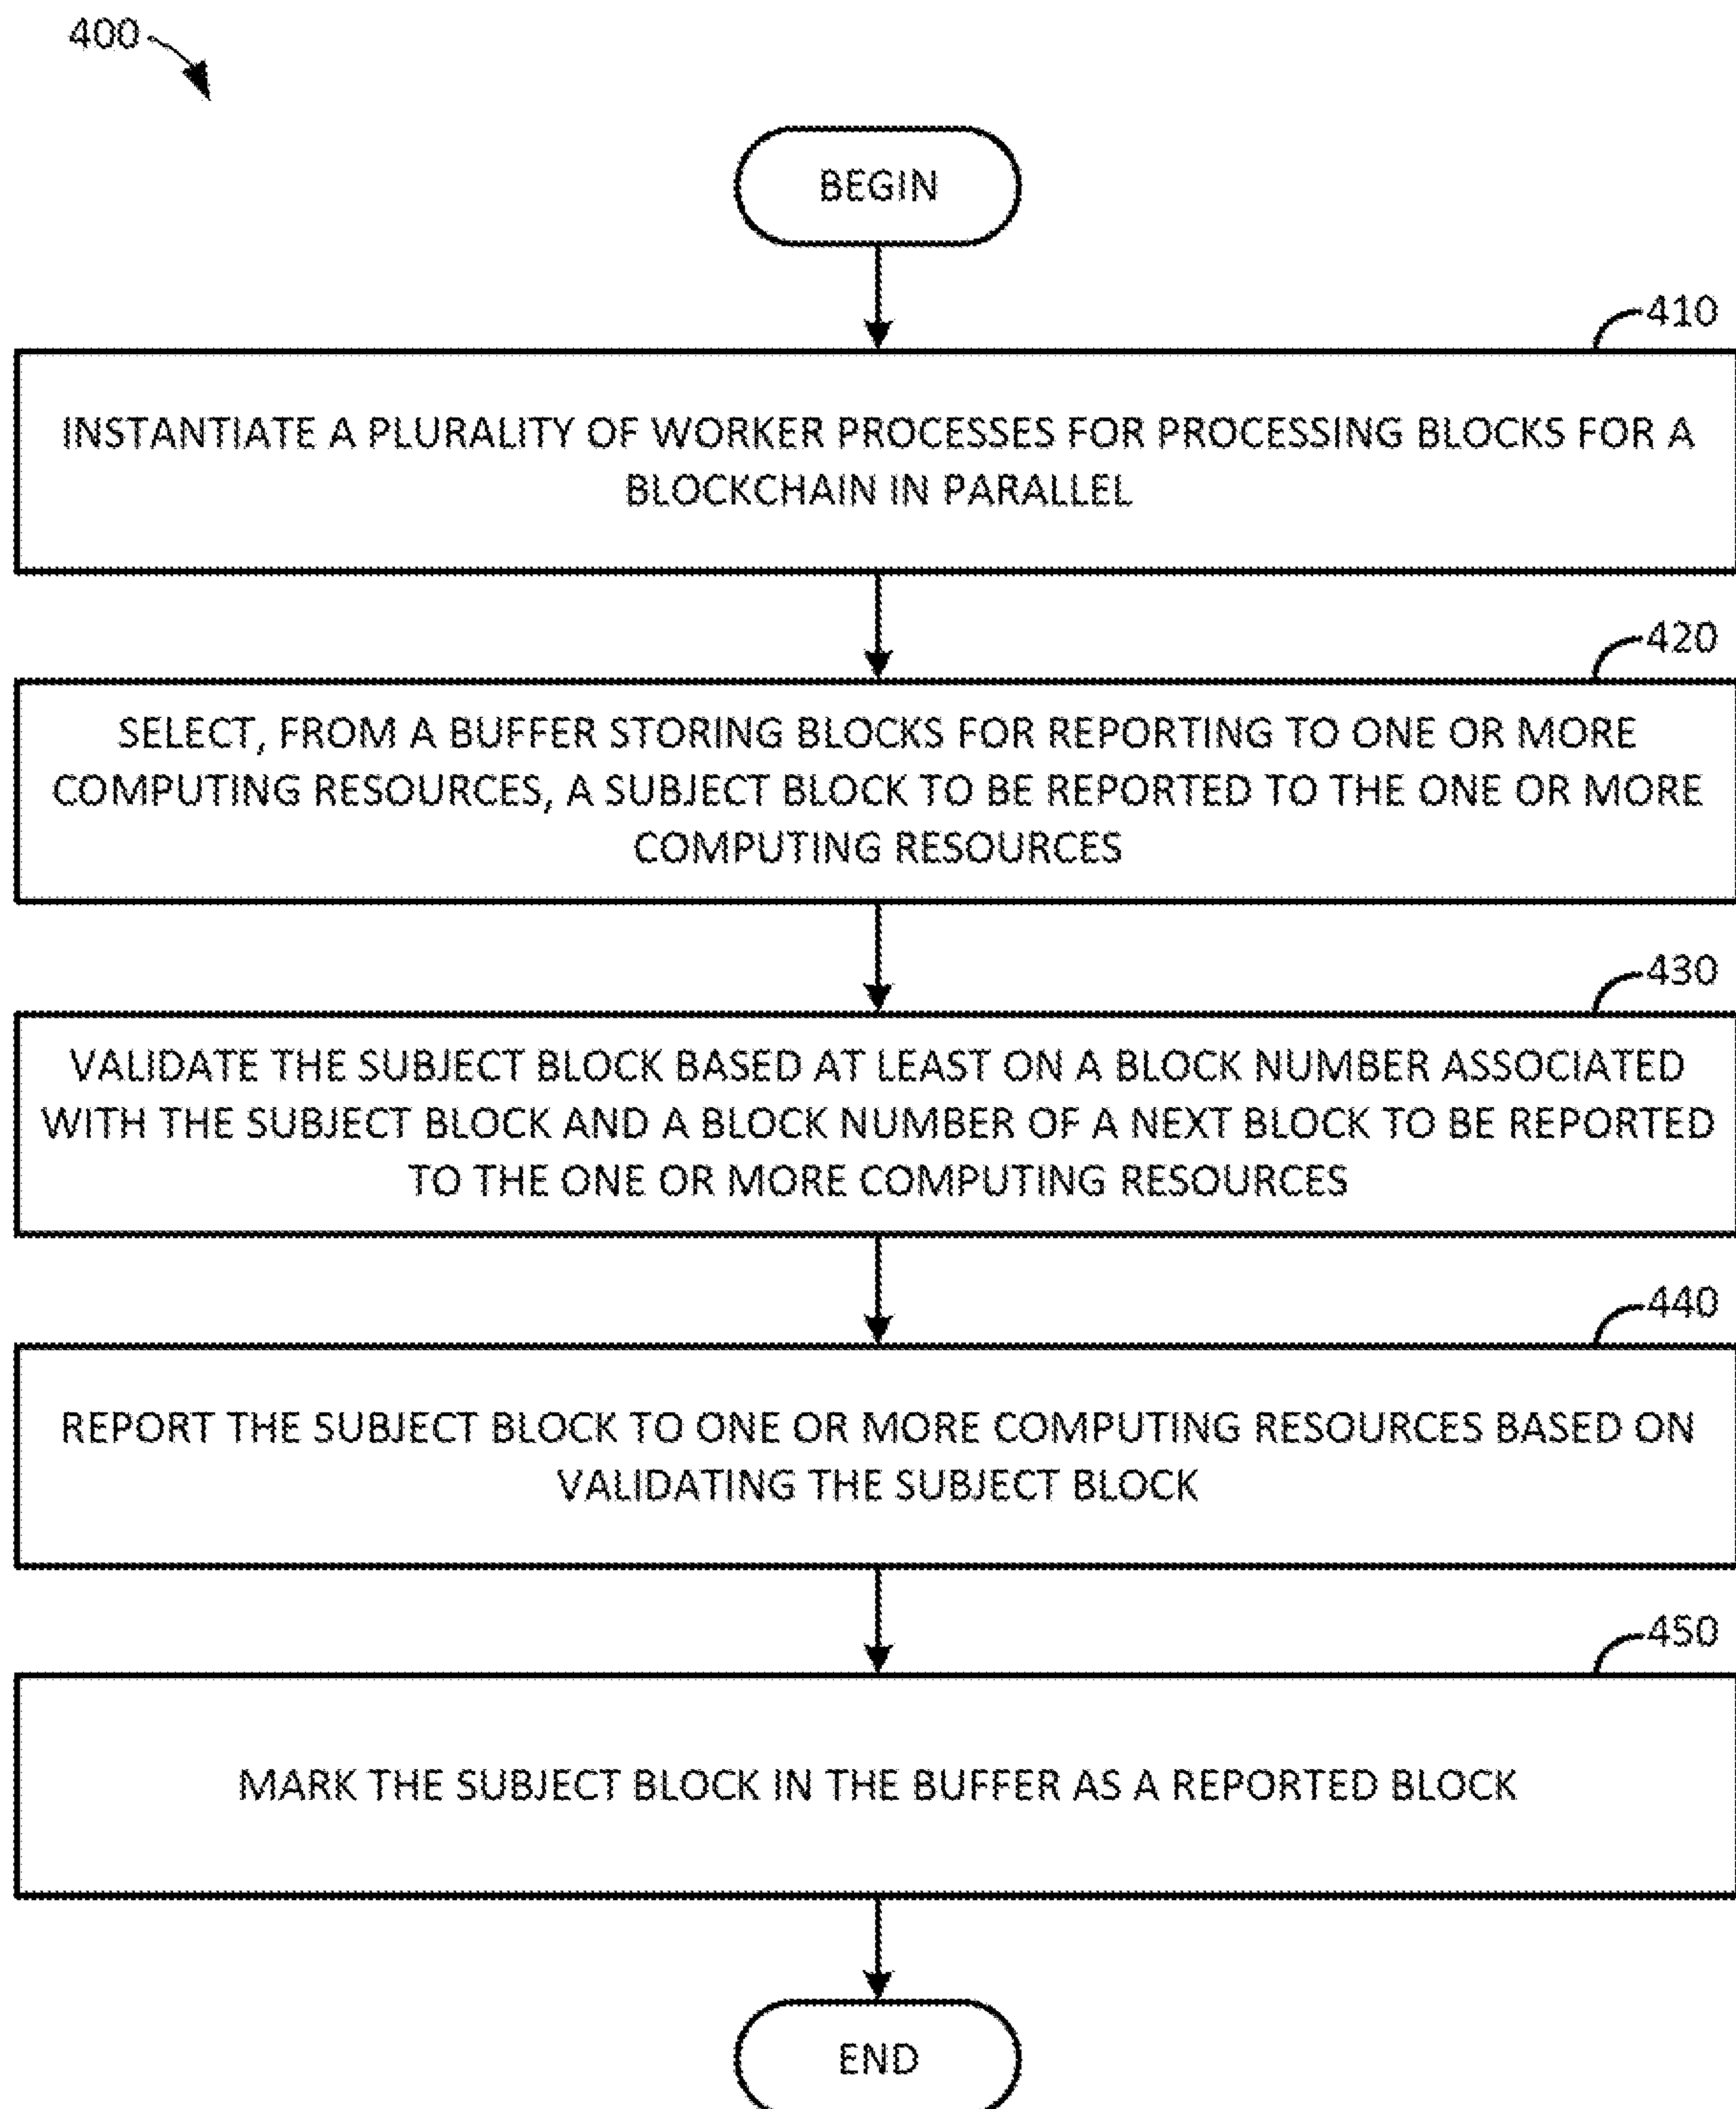 400
BEGIN
410
INSTANTIATE A PLURALITY OF WORKER PROCESSES FOR PROCESSING BLOCKS FOR A
BLOCKCHAIN IN PARALLEL
420
SELECT, FROM A BUFFER STORING BLOCKS FOR REPORTING TO ONE OR MORE
COMPUTING RESOURCES, A SUBJECT BLOCK TO BE REPORTED TO THE ONE OR MORE
COMPUTING RESOURCES
430
VALIDATE THE SUBJECT BLOCK BASED AT LEAST ON A BLOCK NUMBER ASSOCIATED
WITH THE SUBJECT BLOCK AND A BLOCK NUMBER OF A NEXT BLOCK TO BE REPORTED
TO THE ONE OR MORE COMPUTING RESOURCES
440
REPORT THE SUBJECT BLOCK TO ONE OR MORE COMPUTING RESOURCES BASED ON
VALIDATING THE SUBJECT BLOCK
450
MARK THE SUBJECT BLOCK IN THE BUFFER AS A REPORTED BLOCK
END